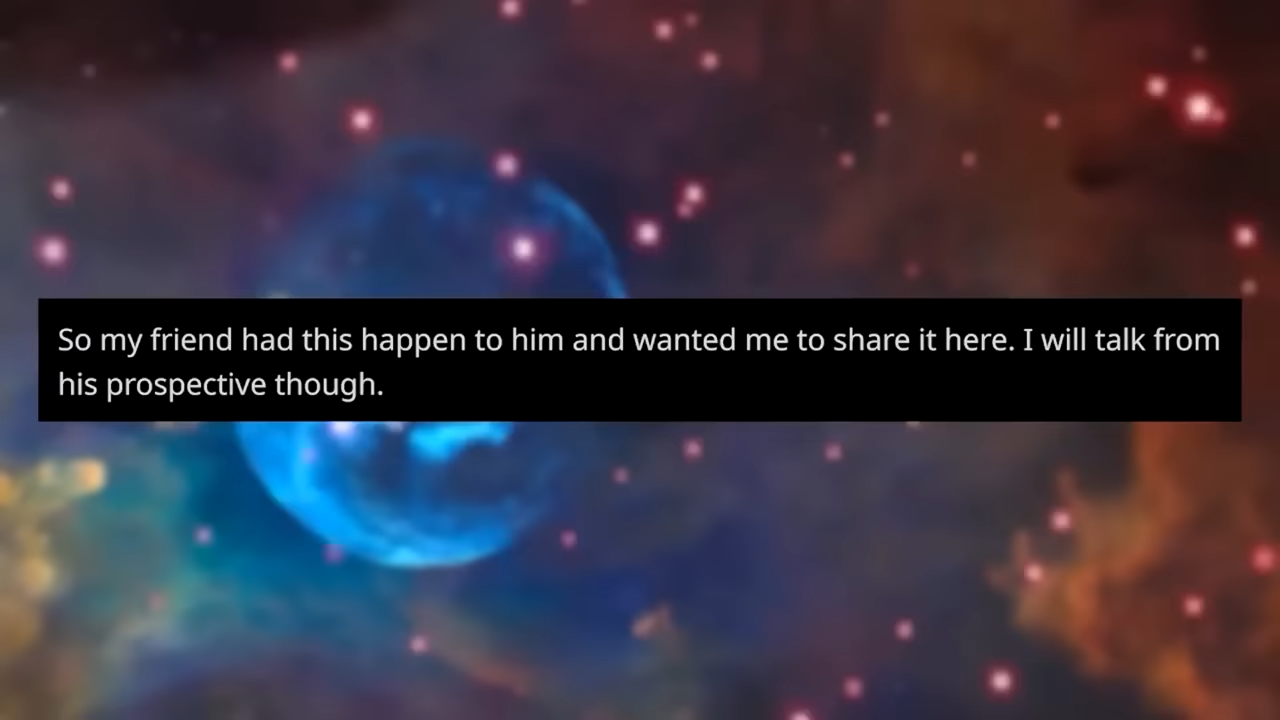 So my friend had this happen to him and wanted me to share it here. I will talk from
his prospective though.